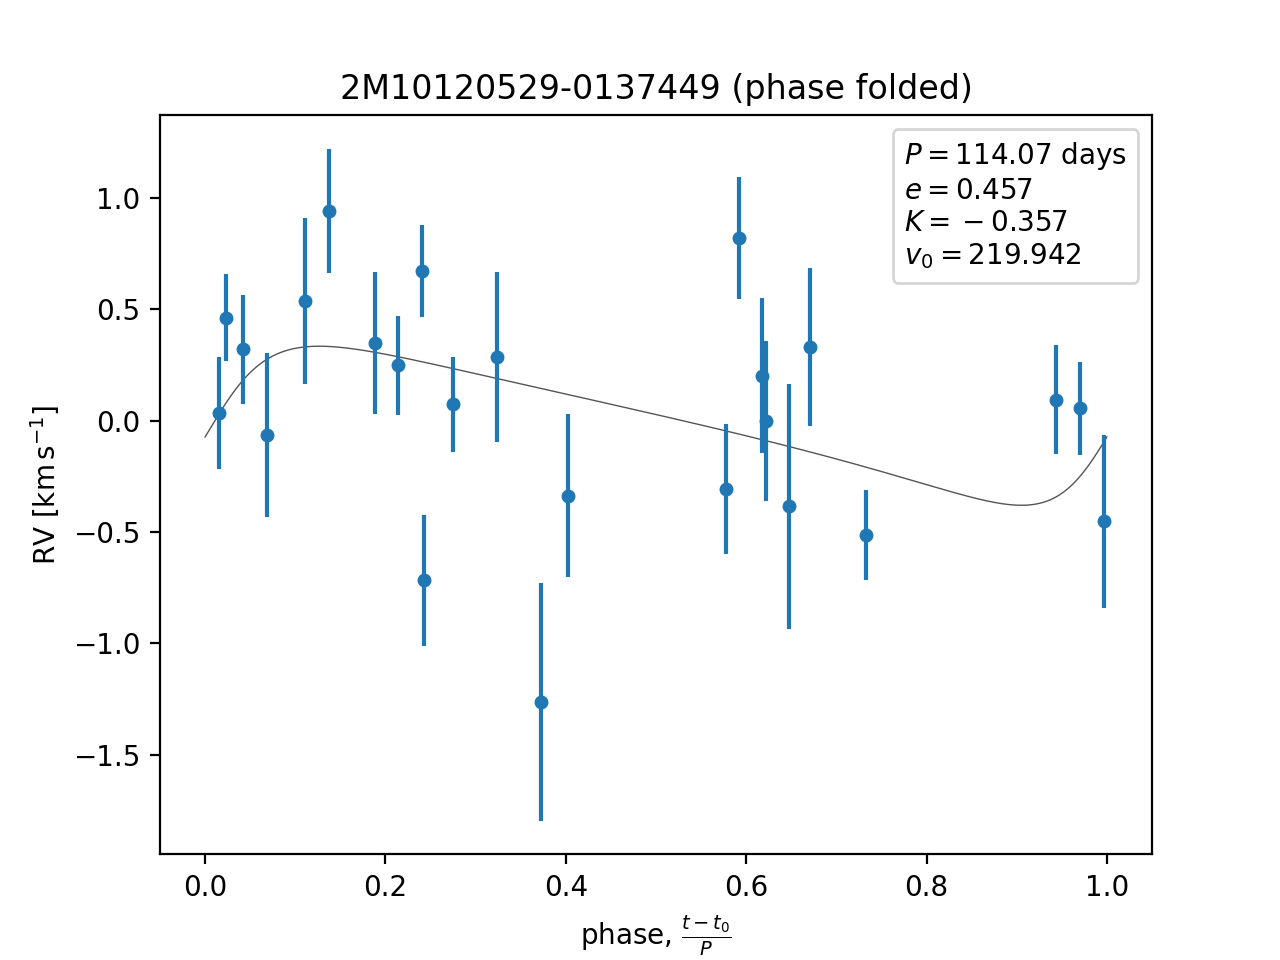 2M10120529-0137449 (phase folded)
P = 114.07 days
e = 0.457
K = −0.357
v₀ = 219.942
1.0
0.5
0.0
−0.5
−1.0
−1.5
RV [km s⁻¹]
0.0 0.2 0.4 0.6 0.8 1.0
phase, (t − t₀)/P